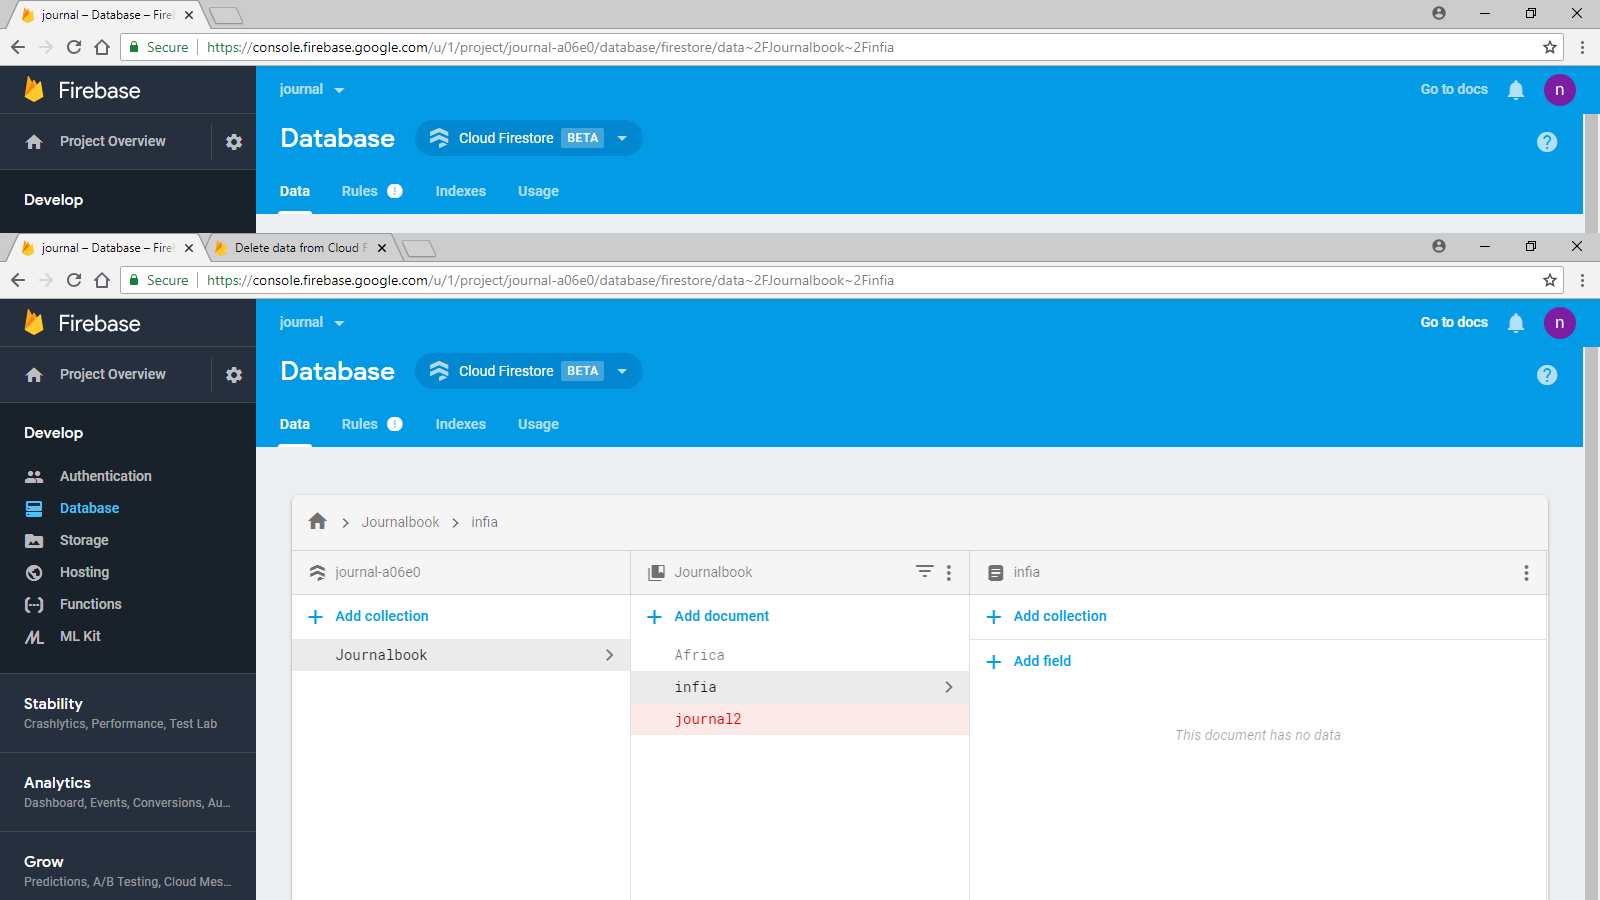 journal – Database – Fire
Secure https://console.firebase.google.com/u/1/project/journal-a06e0/database/firestore/data~2FJournalbook~2Finfia
Firebase
journal
Go to docs
n
Project Overview
Database
Cloud Firestore BETA
?
Develop
Data Rules ! Indexes Usage
journal – Database – Fire
Delete data from Cloud F
Secure https://console.firebase.google.com/u/1/project/journal-a06e0/database/firestore/data~2FJournalbook~2Finfia
Firebase
journal
Go to docs
n
Project Overview
Database
Cloud Firestore BETA
?
Data Rules ! Indexes Usage
Develop
Authentication
Database
Storage
Hosting
Functions
ML Kit
Stability
Crashlytics, Performance, Test Lab
Analytics
Dashboard, Events, Conversions, Au...
Grow
Predictions, A/B Testing, Cloud Mes...
Journalbook > infia
journal-a06e0
Add collection
Journalbook
Journalbook
Add document
Africa
infia
journal2
infia
Add collection
Add field
This document has no data